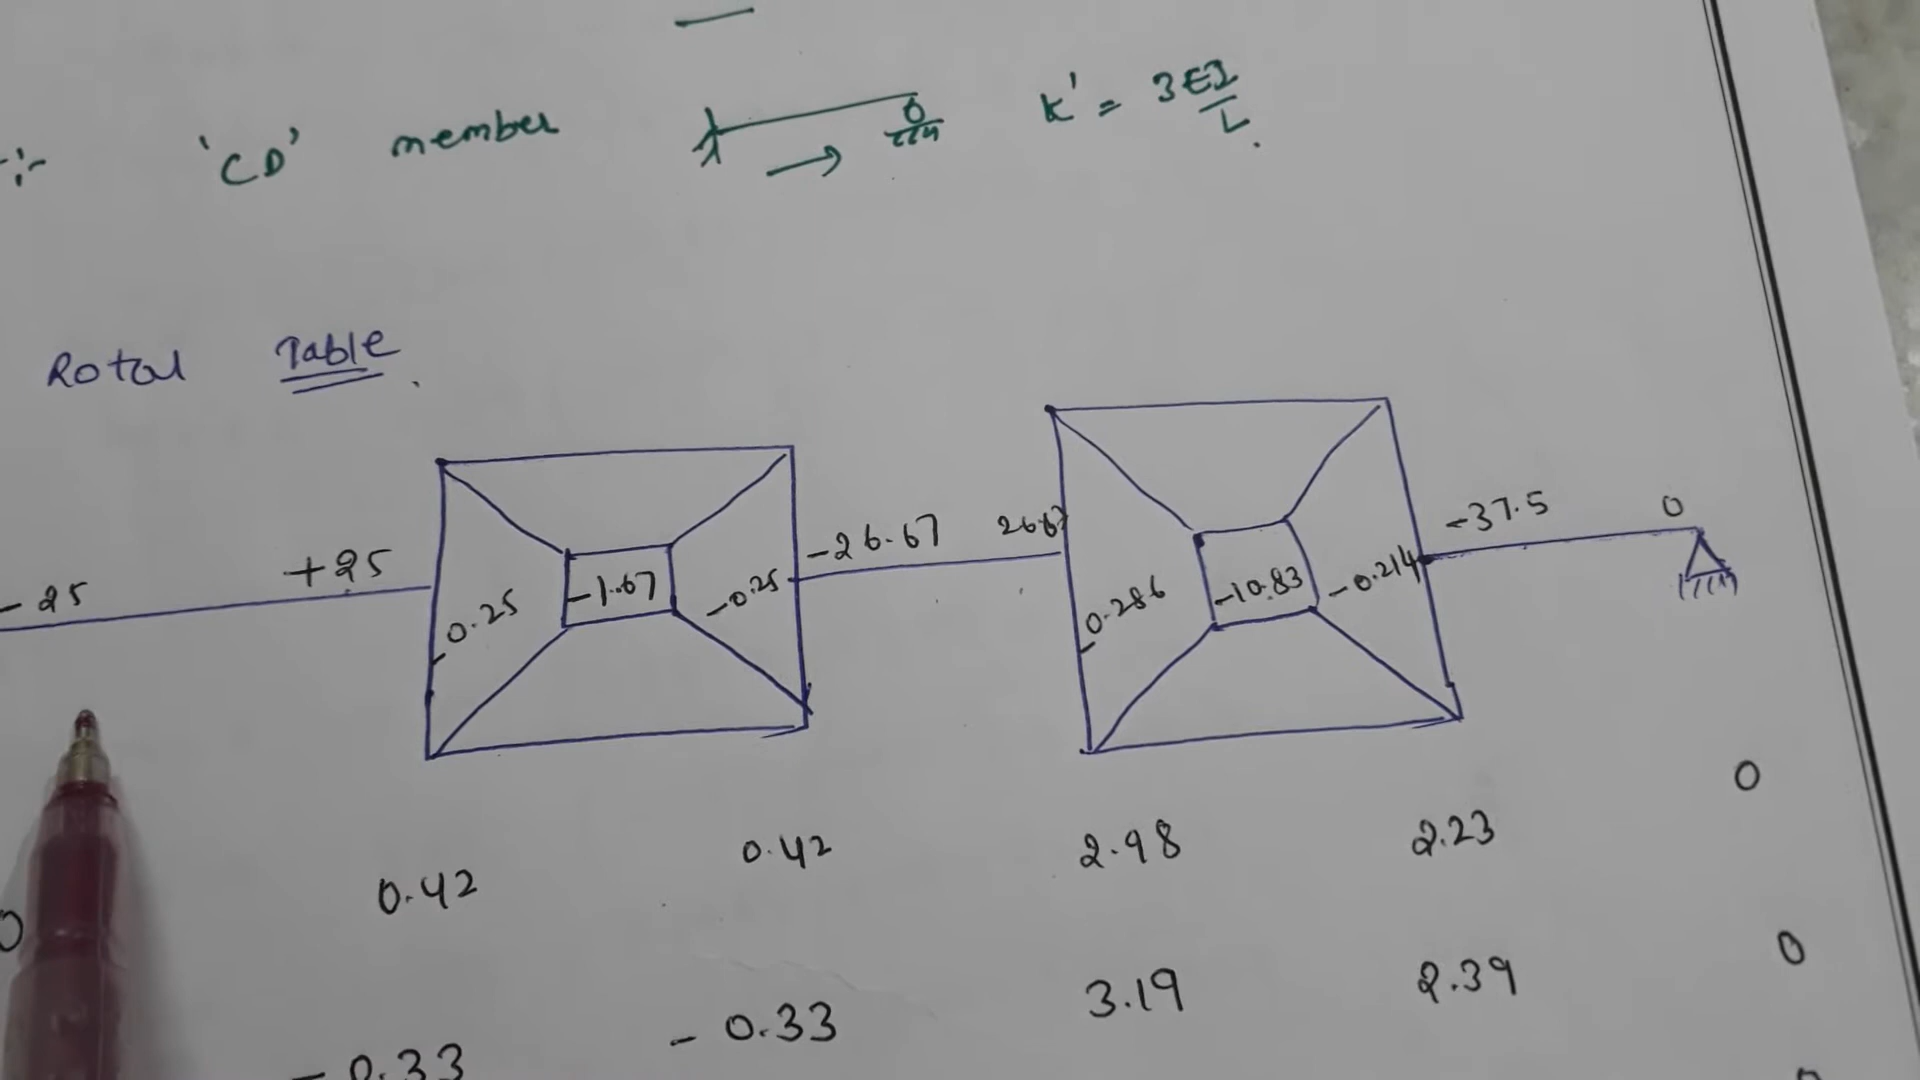 'CD' member K' = 3EI/L.
Rotal Table.
-25 +25 -0.25 -1.67 -0.25 -26.67 26.67 -0.286 -10.83 -0.214 -37.5 0
0.42 0.42 2.98 2.23 0
0 -0.33 -0.33 3.19 2.39 0